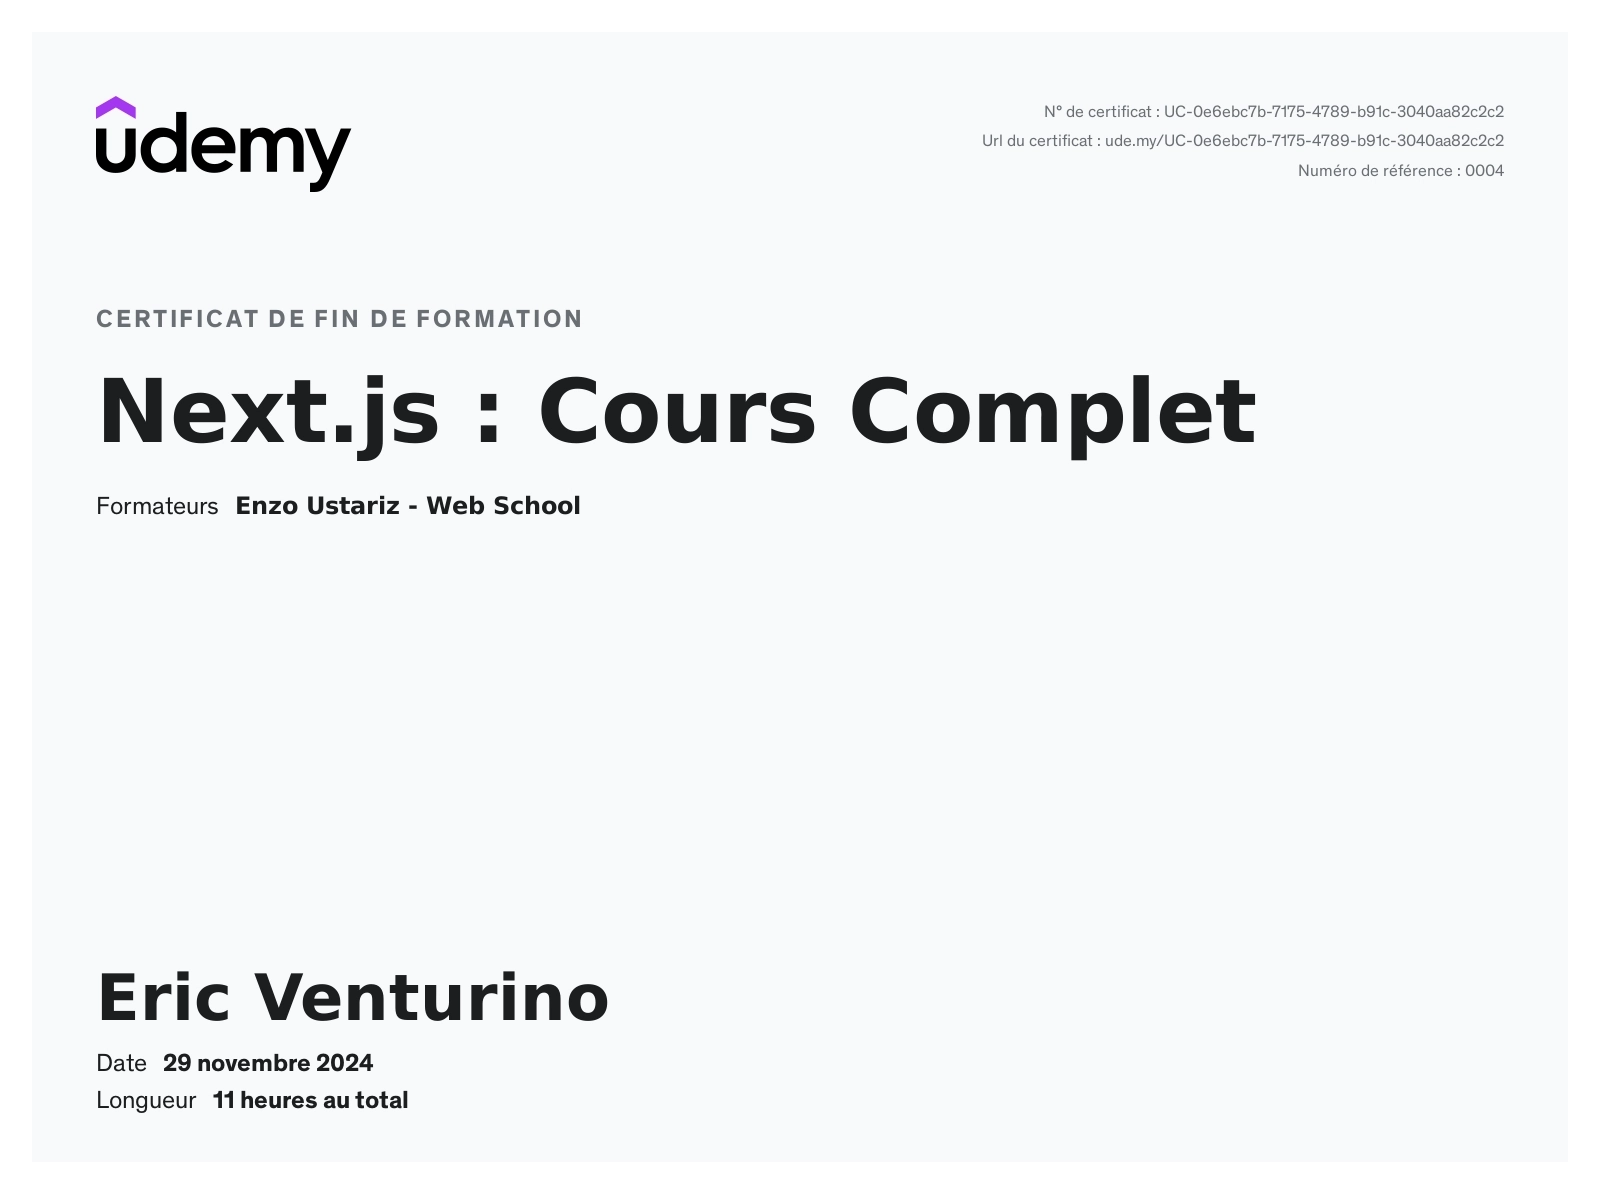 udemy
N° de certificat : UC-0e6ebc7b-7175-4789-b91c-3040aa82c2c2
Url du certificat : ude.my/UC-0e6ebc7b-7175-4789-b91c-3040aa82c2c2
Numéro de référence : 0004
CERTIFICAT DE FIN DE FORMATION
Next.js : Cours Complet
Formateurs Enzo Ustariz - Web School
Eric Venturino
Date 29 novembre 2024
Longueur 11 heures au total